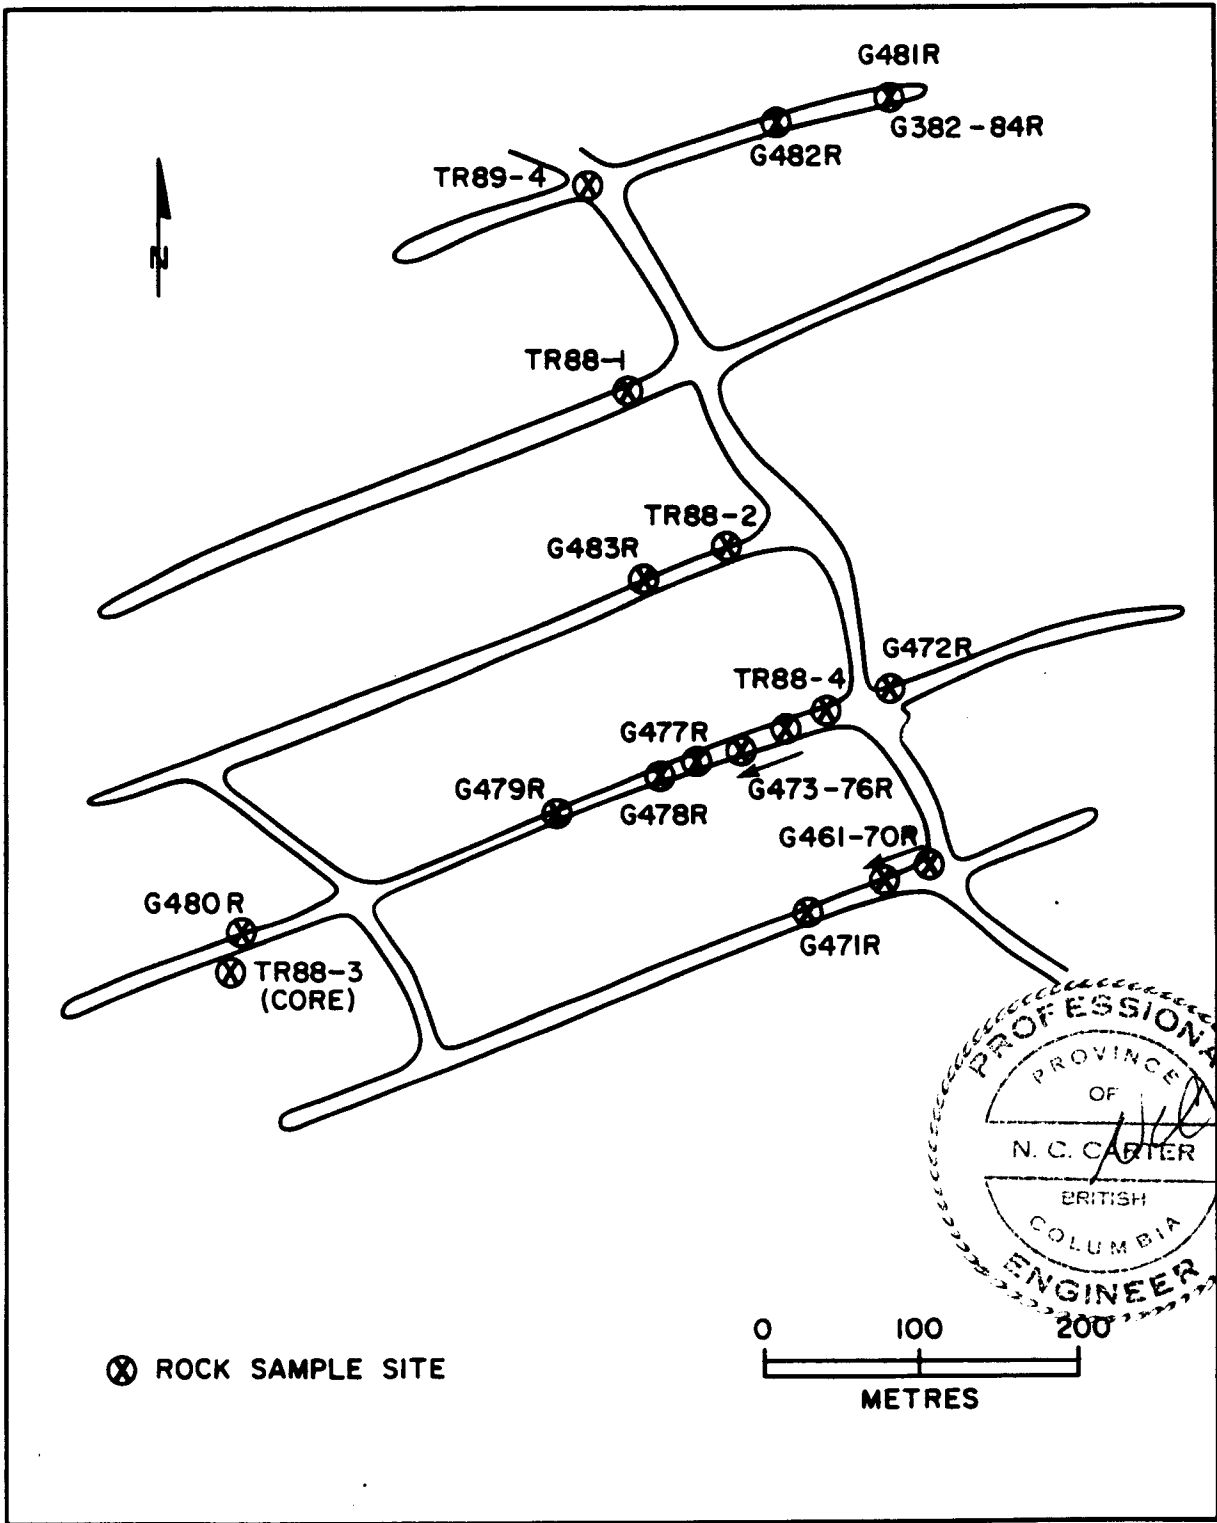 G481R
G382-84R
G482R
TR89-4
N
TR88-1
TR88-2
G483R
G472R
TR88-4
G477R
G473-76R
G479R
G478R
G461-70R
G480R
G471R
TR88-3
(CORE)
PROFESSIONA
PROVINCE
OF
N. C. CARTER
BRITISH
COLUMBIA
ENGINEER
0 100 200
METRES
ROCK SAMPLE SITE